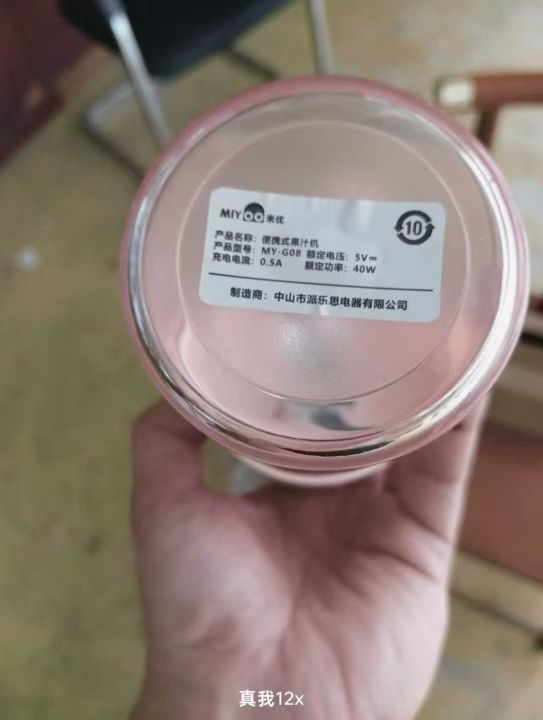 MIYOO米优
10
产品名称：便携式果汁机
产品型号：MY-G08 额定电压：5V⎓
充电电流：0.5A 额定功率：40W
制造商：中山市派乐思电器有限公司
真我12x